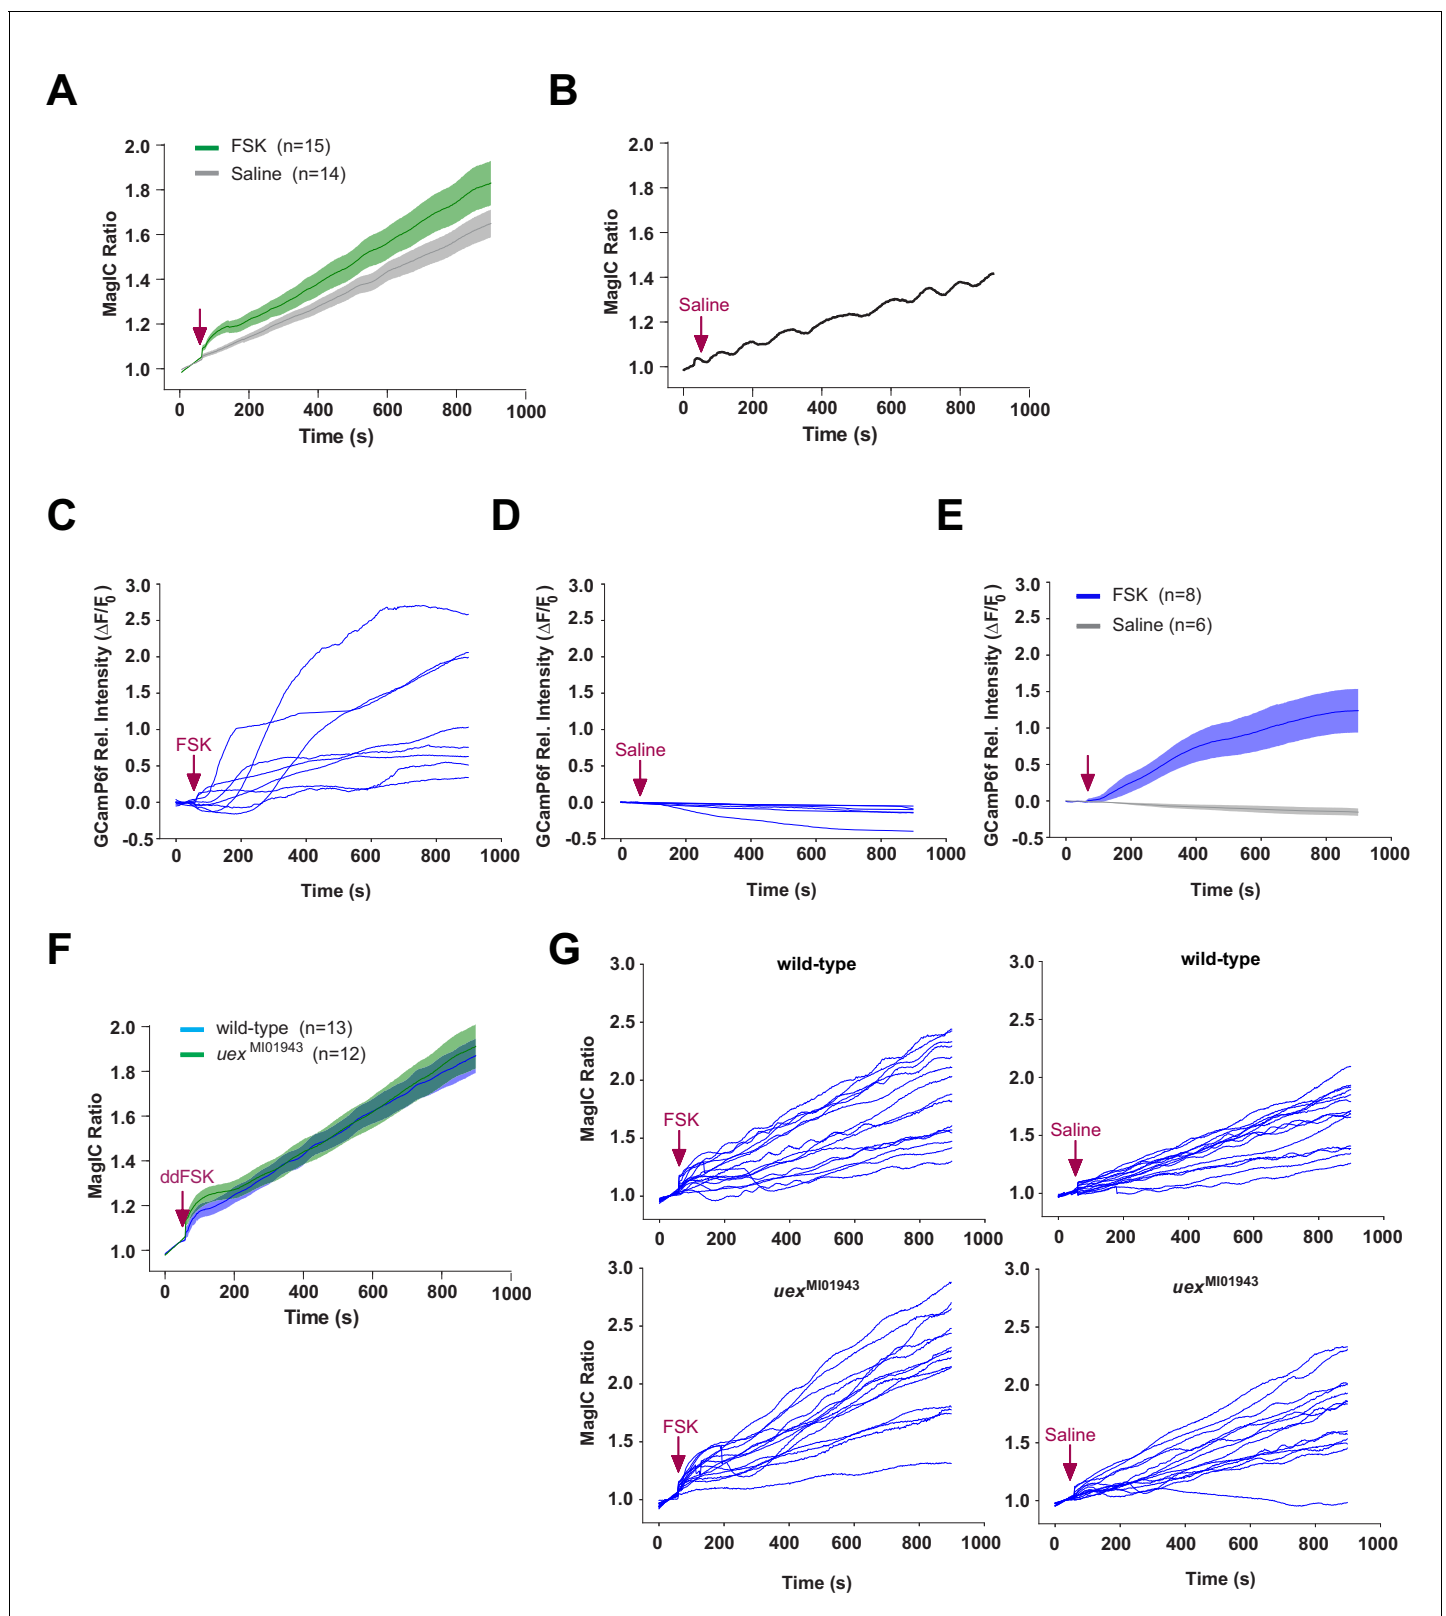 A
FSK (n=15)
Saline (n=14)
MagIC Ratio
2.0
1.8
1.6
1.4
1.2
1.0
0 200 400 600 800 1000
Time (s)
B
MagIC Ratio
2.0
1.8
1.6
1.4
1.2
1.0
Saline
0 200 400 600 800 1000
Time (s)
C
GCamP6f Rel. Intensity (ΔF/F0)
3.0
2.5
2.0
1.5
1.0
0.5
0.0
-0.5
FSK
0 200 400 600 800 1000
Time (s)
D
GCamP6f Rel. Intensity (ΔF/F0)
3.0
2.5
2.0
1.5
1.0
0.5
0.0
-0.5
Saline
0 200 400 600 800 1000
Time (s)
E
GCamP6f Rel. Intensity (ΔF/F0)
3.0
2.5
2.0
1.5
1.0
0.5
0.0
-0.5
FSK (n=8)
Saline (n=6)
0 200 400 600 800 1000
Time (s)
F
wild-type (n=13)
uex MI01943 (n=12)
MagIC Ratio
2.0
1.8
1.6
1.4
1.2
1.0
ddFSK
0 200 400 600 800 1000
Time (s)
G
wild-type
MagIC Ratio
3.0
2.5
2.0
1.5
1.0
FSK
0 200 400 600 800 1000
wild-type
3.0
2.5
2.0
1.5
1.0
Saline
0 200 400 600 800 1000
uex MI01943
MagIC Ratio
3.0
2.5
2.0
1.5
1.0
FSK
0 200 400 600 800 1000
Time (s)
uex MI01943
3.0
2.5
2.0
1.5
1.0
Saline
0 200 400 600 800 1000
Time (s)